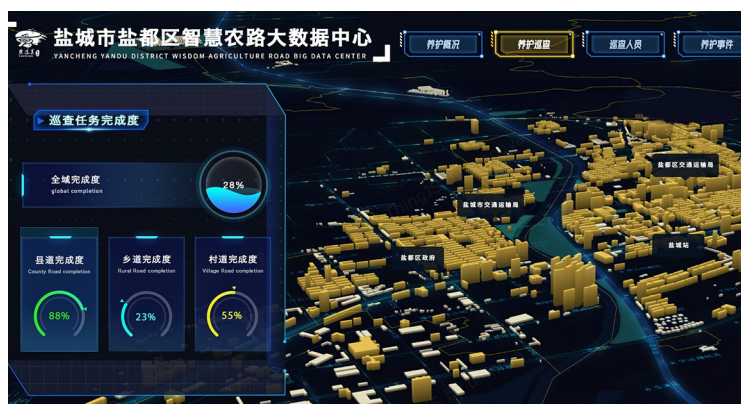 盐城市盐都区智慧农路大数据中心
YANCHENG YANDU DISTRICT WISDOM AGRICULTURE ROAD BIG DATA CENTER
养护概况
养护巡查
巡查人员
养护事件
巡查任务完成度
全域完成度
global completion
28%
县道完成度
County Road completion
88%
乡道完成度
Rural Road completion
23%
村道完成度
Village Road completion
55%
盐都区交通运输局
盐城市交通运输局
盐城站
盐都区政府